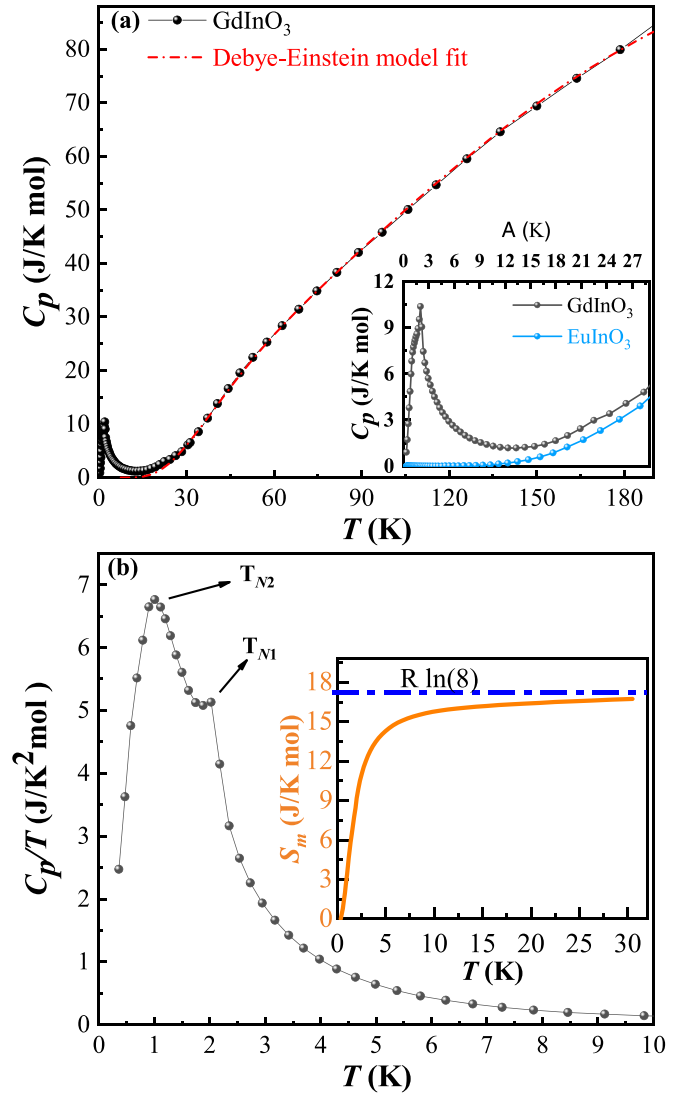 (a)
GdInO3
Debye-Einstein model fit
80
70
60
50
40
30
20
10
0
Cp (J/K mol)
0 30 60 90 120 150 180
T (K)
A (K)
0 3 6 9 12 15 18 21 24 27
12
9
6
3
0
Cp (J/K mol)
GdInO3
EuInO3
(b)
TN2
TN1
7
6
5
4
3
2
1
0
Cp/T (J/K2mol)
0 1 2 3 4 5 6 7 8 9 10
T (K)
R ln(8)
18
15
12
9
6
3
0
Sm (J/K mol)
0 5 10 15 20 25 30
T (K)